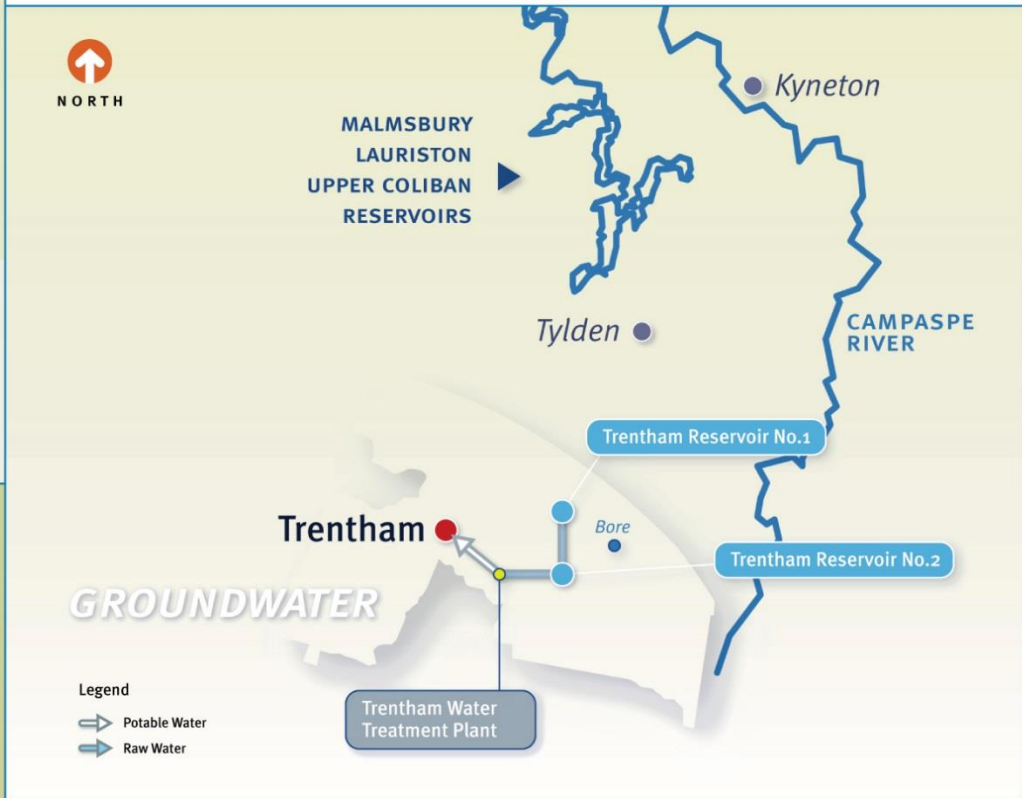 NORTH
Kyneton
MALMSBURY
LAURISTON
UPPER COLIBAN
RESERVOIRS
CAMPASPE
RIVER
Tylden
Trentham Reservoir No.1
Trentham
Bore
Trentham Reservoir No.2
GROUNDWATER
Legend
Potable Water
Raw Water
Trentham Water
Treatment Plant